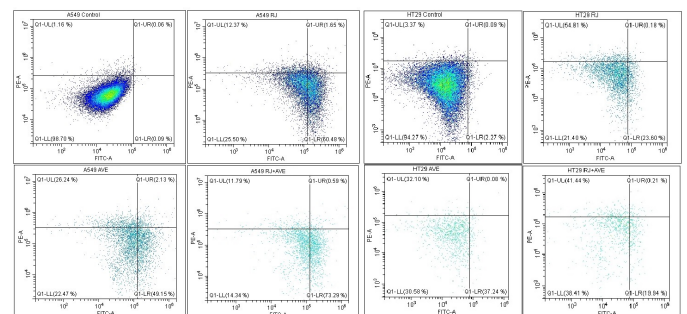 A549 Control
Q1-UL(1.16 %)
Q1-UR(0.06 %)
Q1-LL(98.70 %)
Q1-LR(0.09 %)
PE-A
FITC-A
A549 RJ
Q1-UL(12.37 %)
Q1-UR(1.65 %)
Q1-LL(25.50 %)
Q1-LR(60.49 %)
PE-A
FITC-A
HT29 Control
Q1-UL(3.37 %)
Q1-UR(0.09 %)
Q1-LL(94.27 %)
Q1-LR(2.27 %)
PE-A
FITC-A
HT29 RJ
Q1-UL(54.81 %)
Q1-UR(0.18 %)
Q1-LL(21.40 %)
Q1-LR(23.60 %)
PE-A
FITC-A
A549 AVE
Q1-UL(26.24 %)
Q1-UR(2.13 %)
Q1-LL(22.47 %)
Q1-LR(49.15 %)
PE-A
FITC-A
A549 RJ+AVE
Q1-UL(11.79 %)
Q1-UR(0.59 %)
Q1-LL(14.34 %)
Q1-LR(73.29 %)
PE-A
FITC-A
HT29 AVE
Q1-UL(32.10 %)
Q1-UR(0.08 %)
Q1-LL(30.58 %)
Q1-LR(37.24 %)
PE-A
FITC-A
HT29 RJ+AVE
Q1-UL(41.44 %)
Q1-UR(0.21 %)
Q1-LL(38.41 %)
Q1-LR(19.94 %)
PE-A
FITC-A